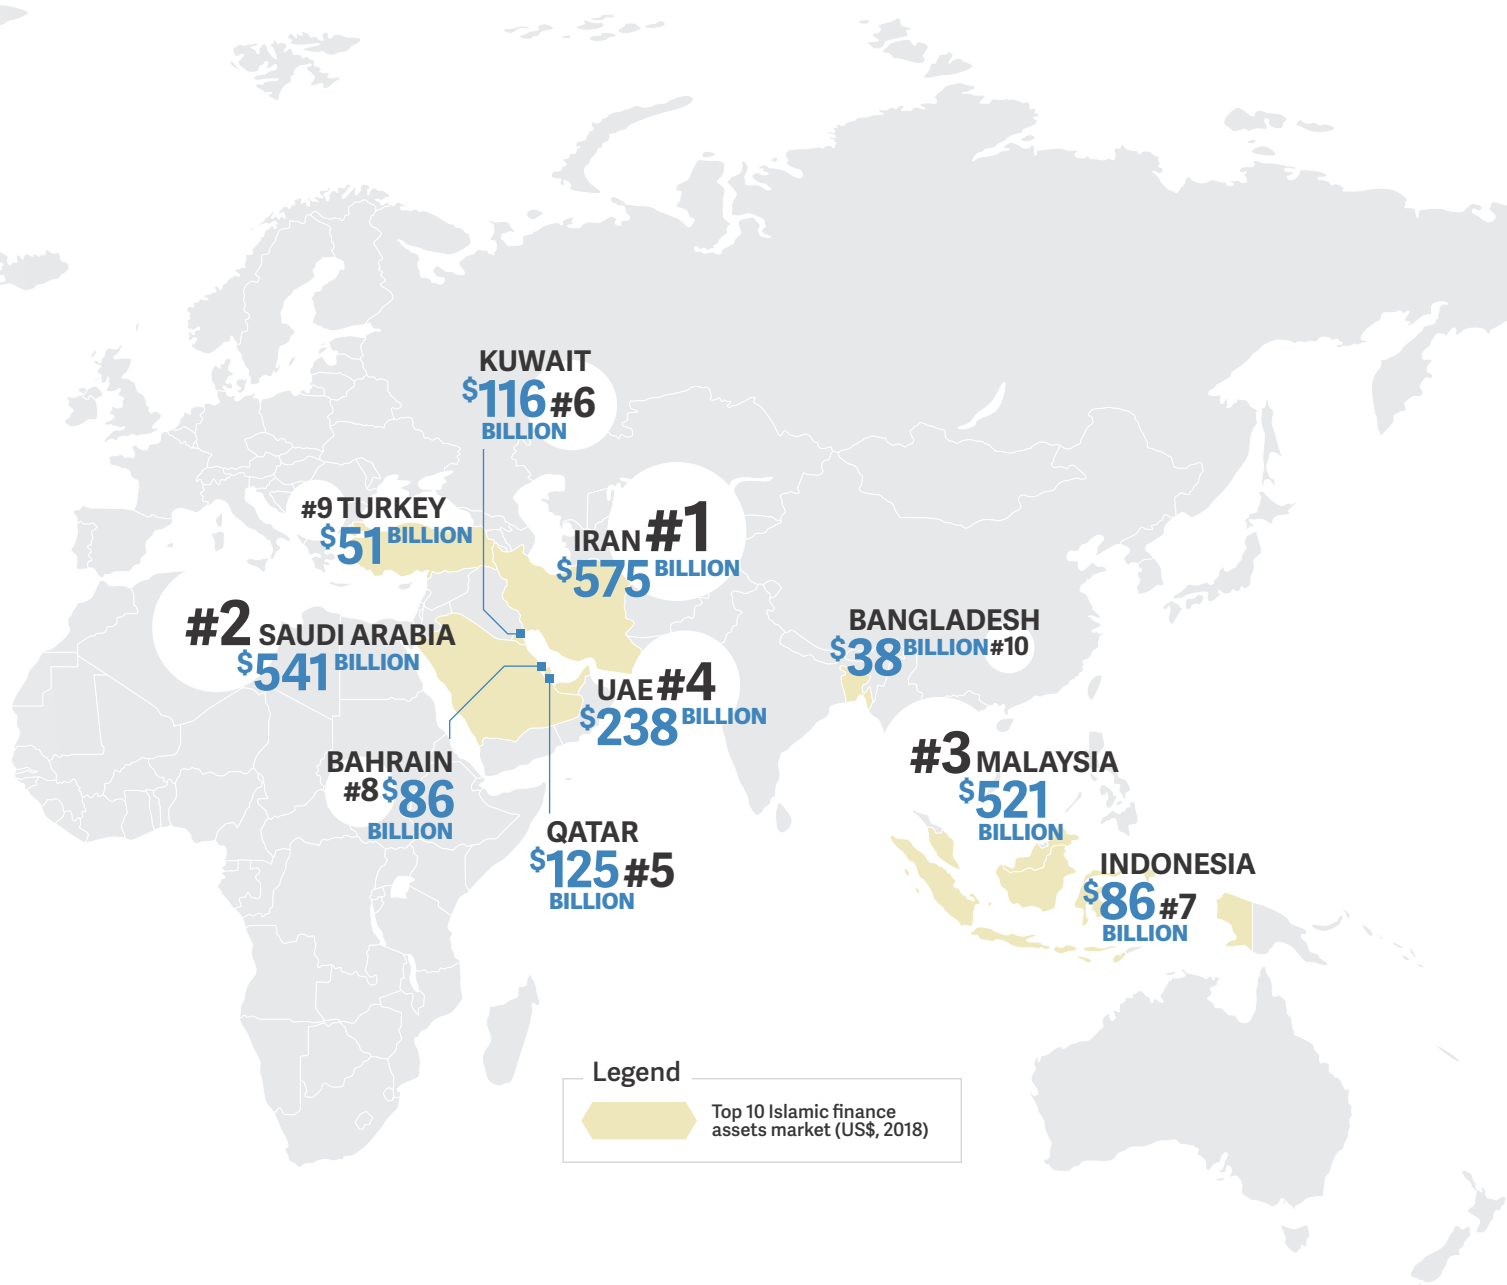 KUWAIT
$116 #6
BILLION
#9 TURKEY
$51 BILLION
IRAN #1
$575 BILLION
#2 SAUDI ARABIA
$541 BILLION
BANGLADESH
$38 BILLION #10
UAE #4
$238 BILLION
BAHRAIN
#8 $86
BILLION
#3 MALAYSIA
$521
BILLION
QATAR
$125 #5
BILLION
INDONESIA
$86 #7
BILLION
Legend
Top 10 Islamic finance
assets market (US$, 2018)